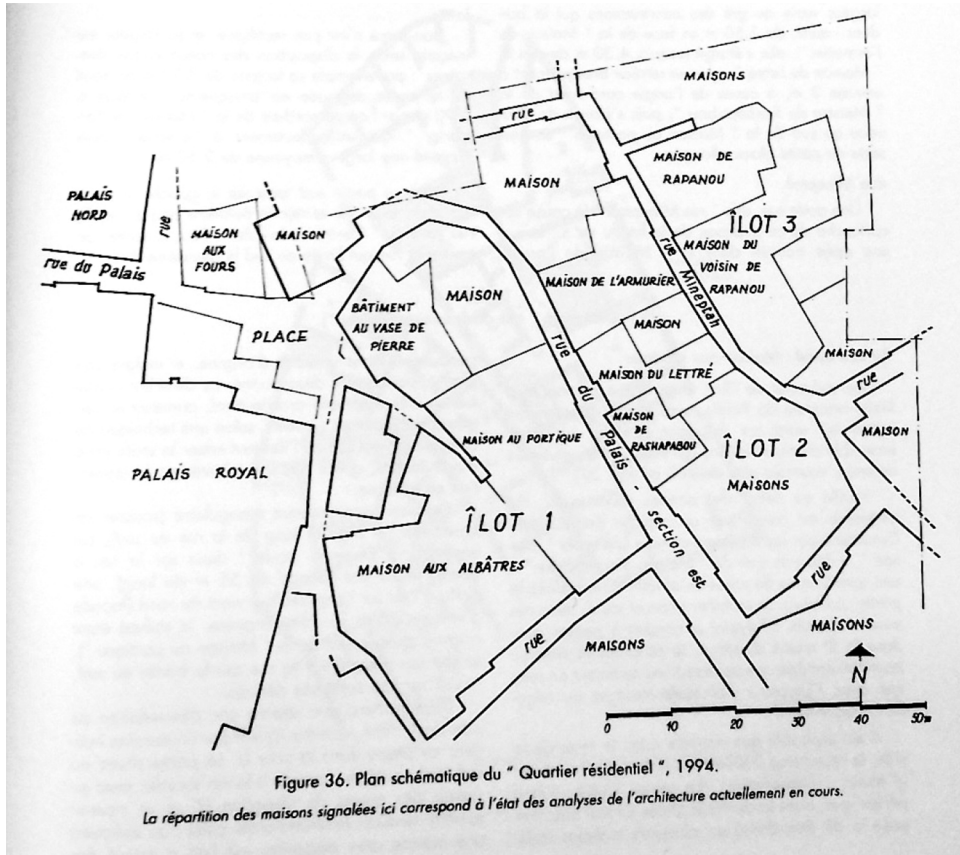 MAISONS
rue
MAISON DE
RAPANOU
PALAIS
NORD
rue
MAISON
AUX
FOURS
MAISON
MAISON
ÎLOT 3
MAISON DU
VOISIN DE
RAPANOU
rue Mineptah
rue du Palais
PLACE
BÂTIMENT
AU VASE DE
PIERRE
MAISON
MAISON DE L'ARMURIER
MAISON
MAISON
rue
MAISON DU LETTRÉ
rue du Palais section est
MAISON
DE
RASHAPABOU
MAISON AU PORTIQUE
MAISON
PALAIS ROYAL
ÎLOT 2
MAISONS
ÎLOT 1
MAISON AUX ALBÂTRES
rue
rue
MAISONS
MAISONS
N
0 10 20 30 40 50m
Figure 36. Plan schématique du " Quartier résidentiel ", 1994.
La répartition des maisons signalées ici correspond à l'état des analyses de l'architecture actuellement en cours.